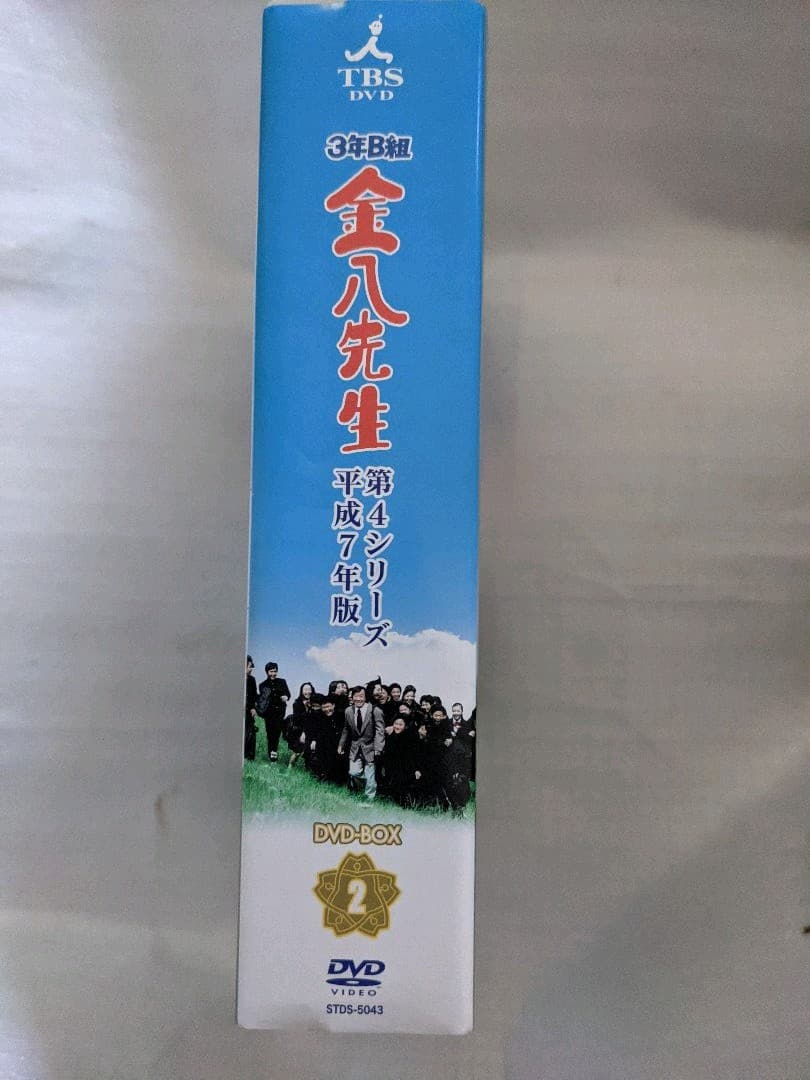 TBS
DVD
3年B組
金八先生
第4シリーズ
平成7年版
DVD-BOX
2
DVD
VIDEO
STDS-5043